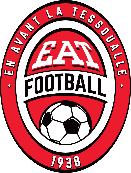 · EN AVANT LA TESSOUALLE ·
EAT
FOOTBALL
1938